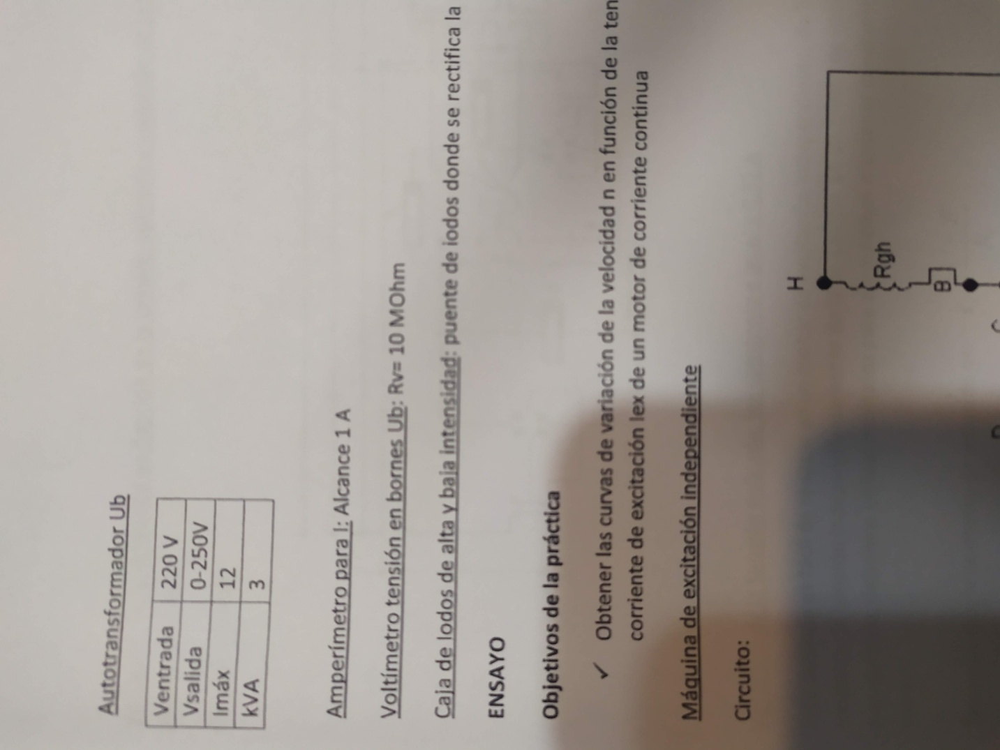 Autotransformador Ub
Ventrada 220 V
Vsalida 0-250V
Imáx 12
kVA 3
Amperímetro para I: Alcance 1 A
Voltímetro tensión en bornes Ub: Rv= 10 MOhm
Caja de Iodos de alta y baja intensidad: puente de iodos donde se rectifica la
ENSAYO
Objetivos de la práctica
✓ Obtener las curvas de variación de la velocidad n en función de la ten
corriente de excitación Iex de un motor de corriente continua
Máquina de excitación independiente
Circuito:
H
Rgh
B